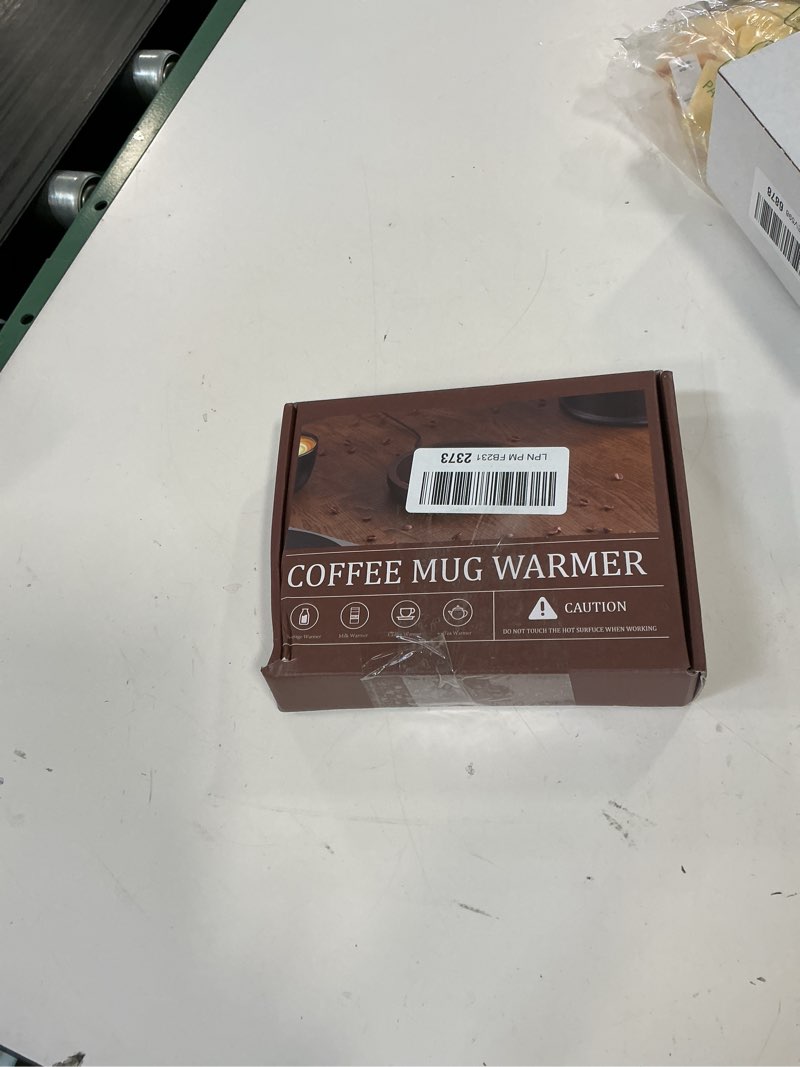 LPN PM FB231 2373
COFFEE MUG WARMER
Milk Warmer
Tea Warmer
CAUTION
DO NOT TOUCH THE HOT SURFUCE WHEN WORKING
6878